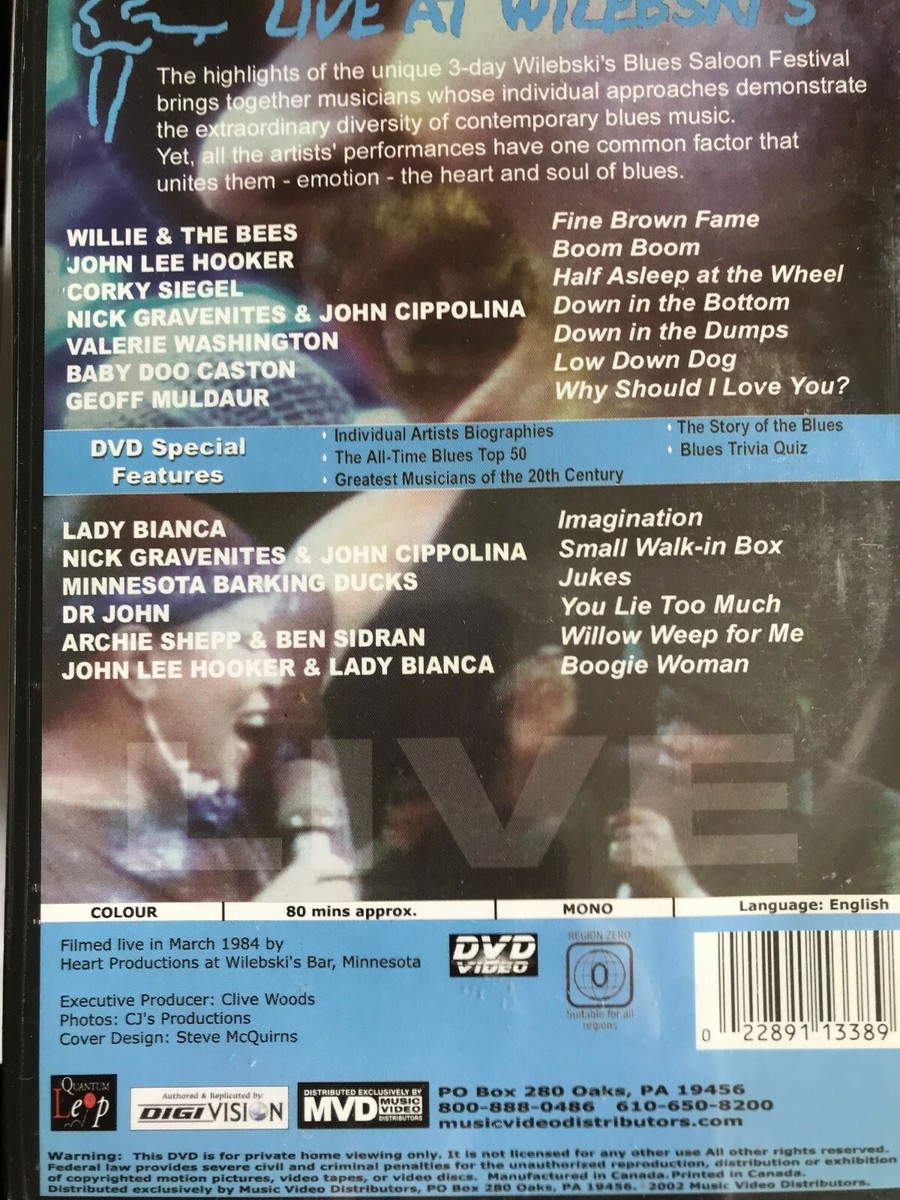 LIVE AT WILEBSKI'S
The highlights of the unique 3-day Wilebski's Blues Saloon Festival
brings together musicians whose individual approaches demonstrate
the extraordinary diversity of contemporary blues music.
Yet, all the artists' performances have one common factor that
unites them - emotion - the heart and soul of blues.
WILLIE & THE BEES Fine Brown Fame
JOHN LEE HOOKER Boom Boom
CORKY SIEGEL Half Asleep at the Wheel
NICK GRAVENITES & JOHN CIPPOLINA Down in the Bottom
VALERIE WASHINGTON Down in the Dumps
BABY DOO CASTON Low Down Dog
GEOFF MULDAUR Why Should I Love You?
DVD Special
Features
Individual Artists Biographies
The All-Time Blues Top 50
Greatest Musicians of the 20th Century
The Story of the Blues
Blues Trivia Quiz
LADY BIANCA Imagination
NICK GRAVENITES & JOHN CIPPOLINA Small Walk-in Box
MINNESOTA BARKING DUCKS Jukes
DR JOHN You Lie Too Much
ARCHIE SHEPP & BEN SIDRAN Willow Weep for Me
JOHN LEE HOOKER & LADY BIANCA Boogie Woman
LIVE
COLOUR 80 mins approx. MONO Language: English
Filmed live in March 1984 by
Heart Productions at Wilebski's Bar, Minnesota
Executive Producer: Clive Woods
Photos: CJ's Productions
Cover Design: Steve McQuirns
DVD
VIDEO
REGION ZERO
0
Suitable for all
regions
0 22891 13389
QUANTUM
Leap
Authored & Replicated by:
DIGIVISION
DISTRIBUTED EXCLUSIVELY BY
MVD MUSIC VIDEO DISTRIBUTORS
PO Box 280 Oaks, PA 19456
800-888-0486 610-650-8200
musicvideodistributors.com
Warning: This DVD is for private home viewing only. It is not licensed for any other use All other rights reserved.
Federal law provides severe civil and criminal penalties for the unauthorized reproduction, distribution or exhibition
of copyrighted motion pictures, video tapes, or video discs. Manufactured in Canada. Printed in Canada.
Distributed exclusively by Music Video Distributors, PO Box 280 Oaks, PA 19456. 2002 Music Video Distributors.